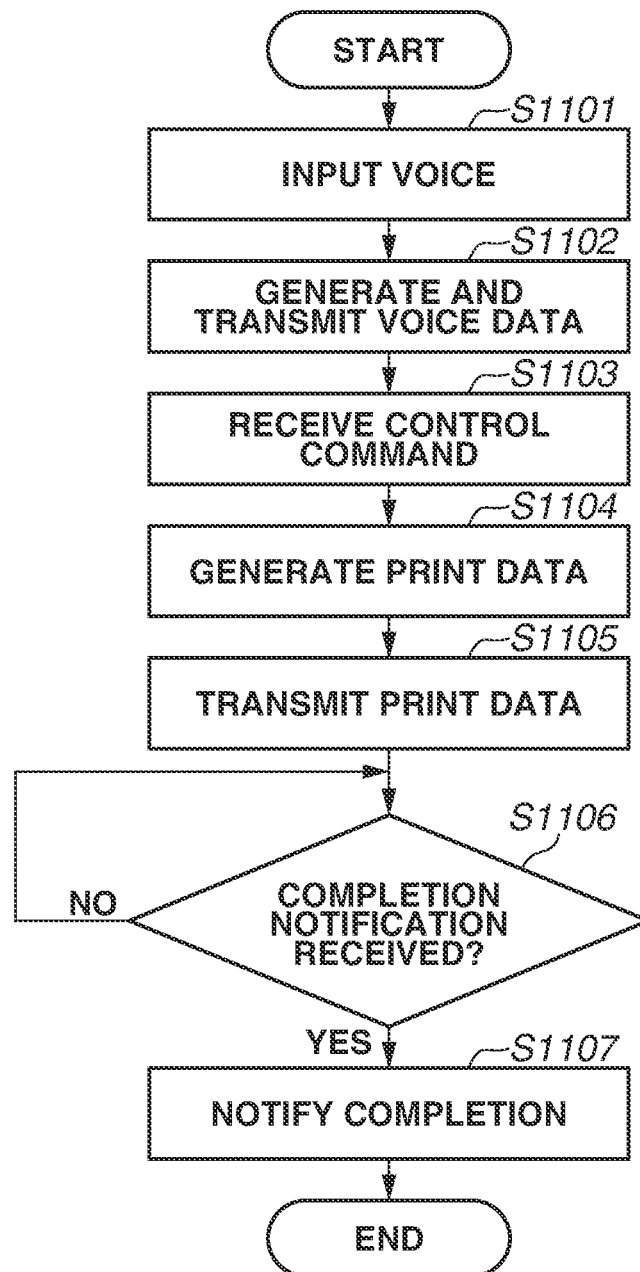 START
S1101
INPUT VOICE
S1102
GENERATE AND
TRANSMIT VOICE DATA
S1103
RECEIVE CONTROL
COMMAND
S1104
GENERATE PRINT DATA
S1105
TRANSMIT PRINT DATA
S1106
COMPLETION
NOTIFICATION
RECEIVED?
NO
YES
S1107
NOTIFY COMPLETION
END